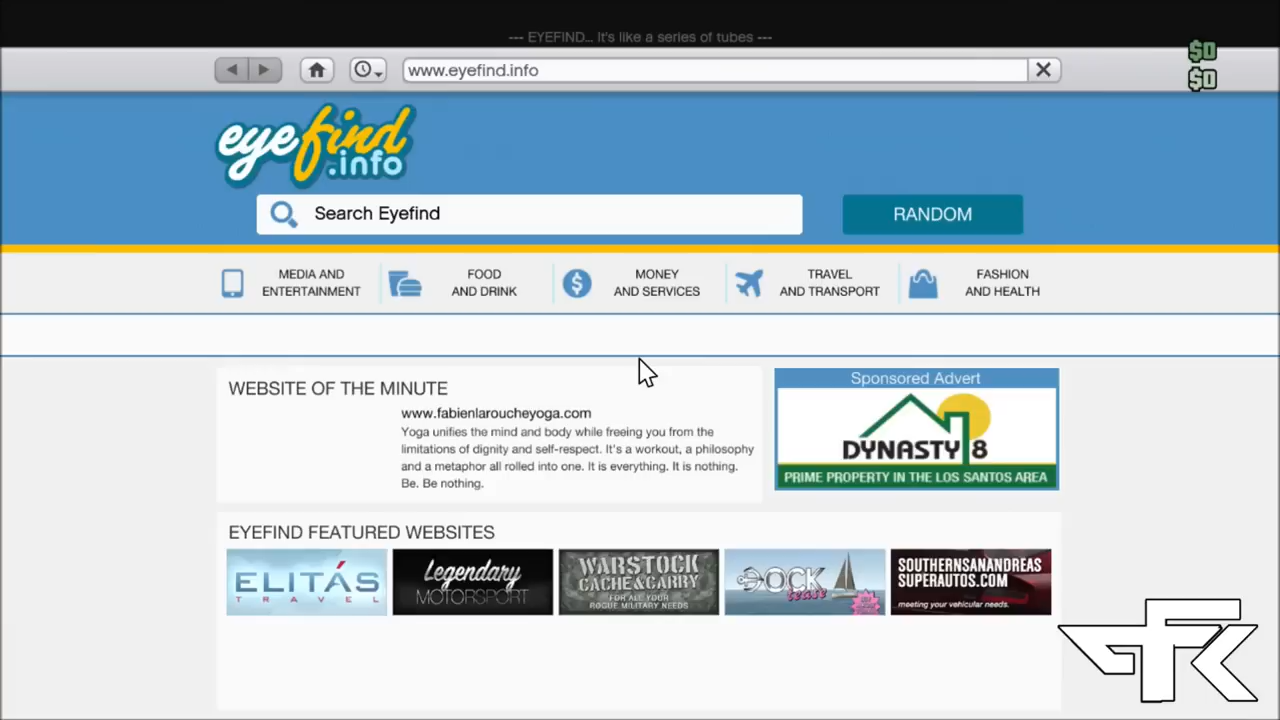 --- EYEFIND... It's like a series of tubes ---
www.eyefind.info
$0
$0
eyefind
.info
Search Eyefind
RANDOM
MEDIA AND
ENTERTAINMENT
FOOD
AND DRINK
MONEY
AND SERVICES
TRAVEL
AND TRANSPORT
FASHION
AND HEALTH
WEBSITE OF THE MINUTE
www.fabienlaroucheyoga.com
Yoga unifies the mind and body while freeing you from the
limitations of dignity and self-respect. It's a workout, a philosophy
and a metaphor all rolled into one. It is everything. It is nothing.
Be. Be nothing.
Sponsored Advert
DYNASTY 8
PRIME PROPERTY IN THE LOS SANTOS AREA
EYEFIND FEATURED WEBSITES
ELITÁS
TRAVEL
Legendary
MOTORSPORT
WARSTOCK
CACHE&CARRY
FOR ALL YOUR
ROGUE MILITARY NEEDS
DOCK
tease
SOUTHERNSANANDREAS
SUPERAUTOS.COM
meeting your vehicular needs.